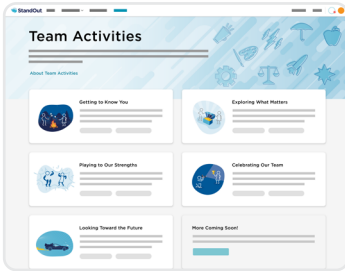 StandOut
Team Activities
About Team Activities
Getting to Know You
Exploring What Matters
Playing to Our Strengths
Celebrating Our Team
Looking Toward the Future
More Coming Soon!